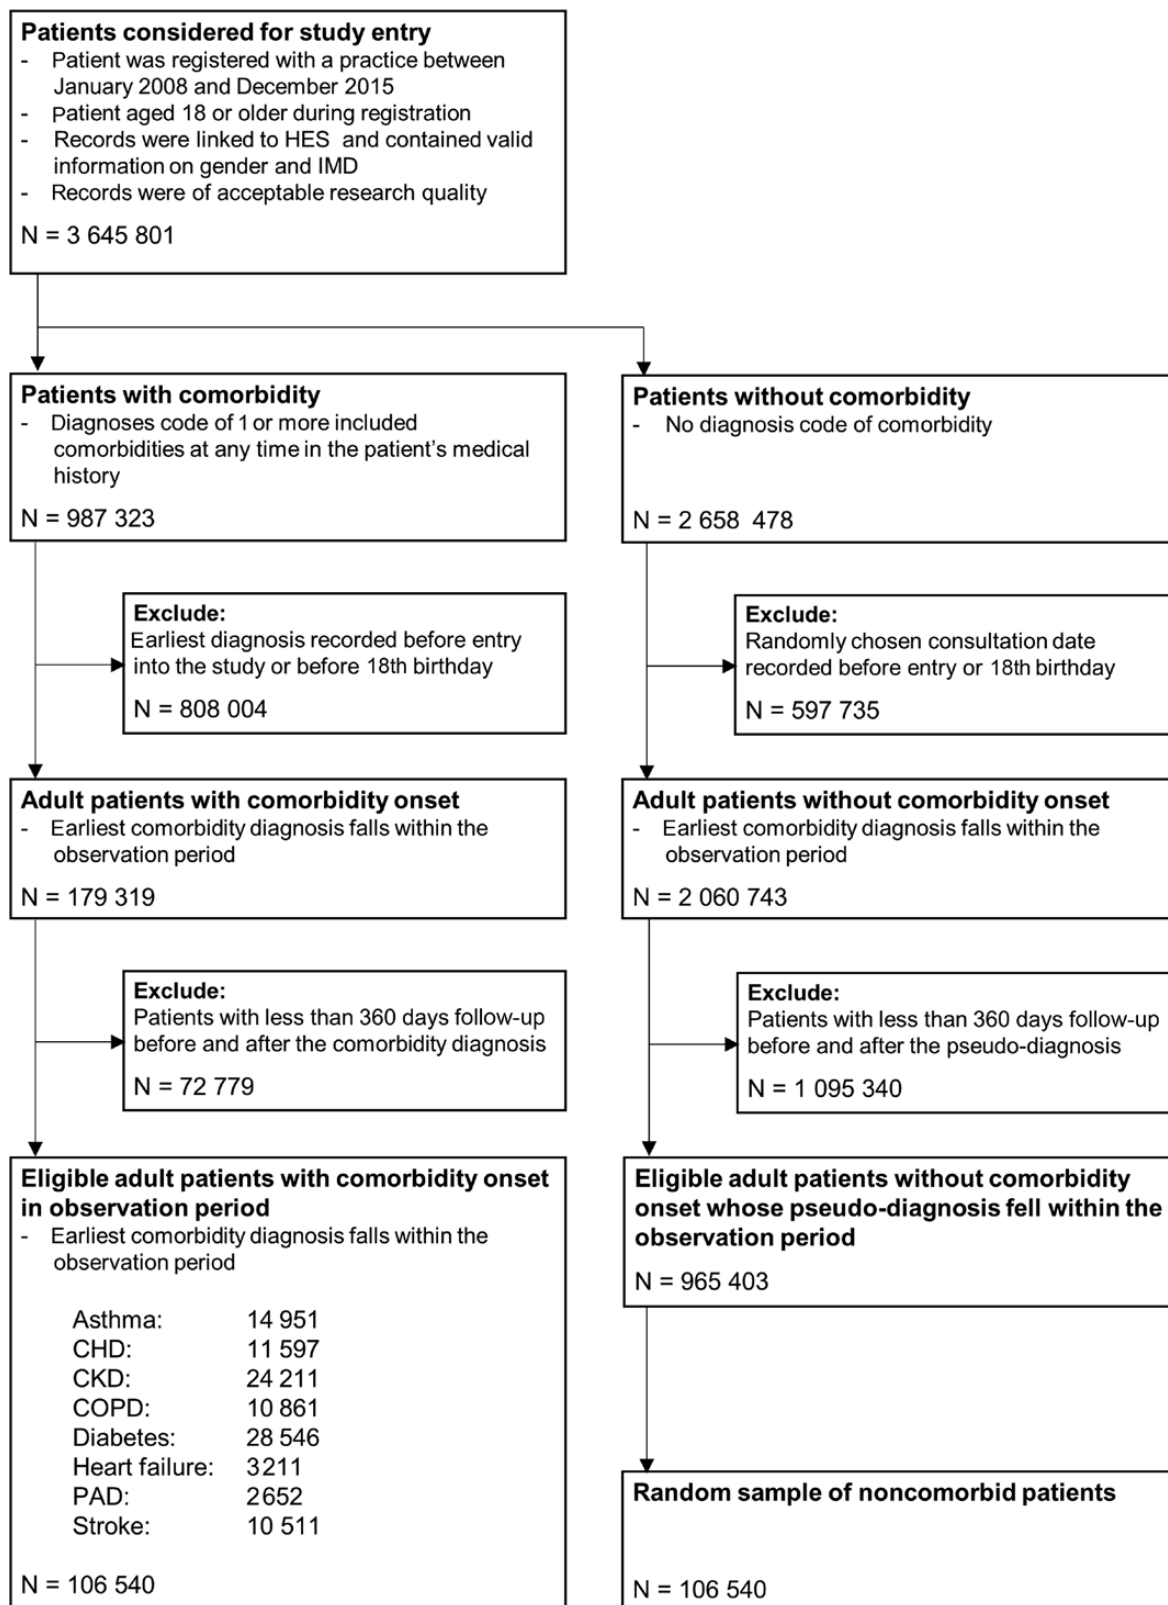 Patients considered for study entry
- Patient was registered with a practice between
January 2008 and December 2015
- Patient aged 18 or older during registration
- Records were linked to HES and contained valid
information on gender and IMD
- Records were of acceptable research quality
N = 3 645 801
Patients with comorbidity
- Diagnoses code of 1 or more included
comorbidities at any time in the patient's medical
history
N = 987 323
Patients without comorbidity
- No diagnosis code of comorbidity
N = 2 658 478
Exclude:
Earliest diagnosis recorded before entry
into the study or before 18th birthday
N = 808 004
Exclude:
Randomly chosen consultation date
recorded before entry or 18th birthday
N = 597 735
Adult patients with comorbidity onset
- Earliest comorbidity diagnosis falls within the
observation period
N = 179 319
Adult patients without comorbidity onset
- Earliest comorbidity diagnosis falls within the
observation period
N = 2 060 743
Exclude:
Patients with less than 360 days follow-up
before and after the comorbidity diagnosis
N = 72 779
Exclude:
Patients with less than 360 days follow-up
before and after the pseudo-diagnosis
N = 1 095 340
Eligible adult patients with comorbidity onset
in observation period
- Earliest comorbidity diagnosis falls within the
observation period
Asthma: 14 951
CHD: 11 597
CKD: 24 211
COPD: 10 861
Diabetes: 28 546
Heart failure: 3211
PAD: 2652
Stroke: 10 511
N = 106 540
Eligible adult patients without comorbidity
onset whose pseudo-diagnosis fell within the
observation period
N = 965 403
Random sample of noncomorbid patients
N = 106 540